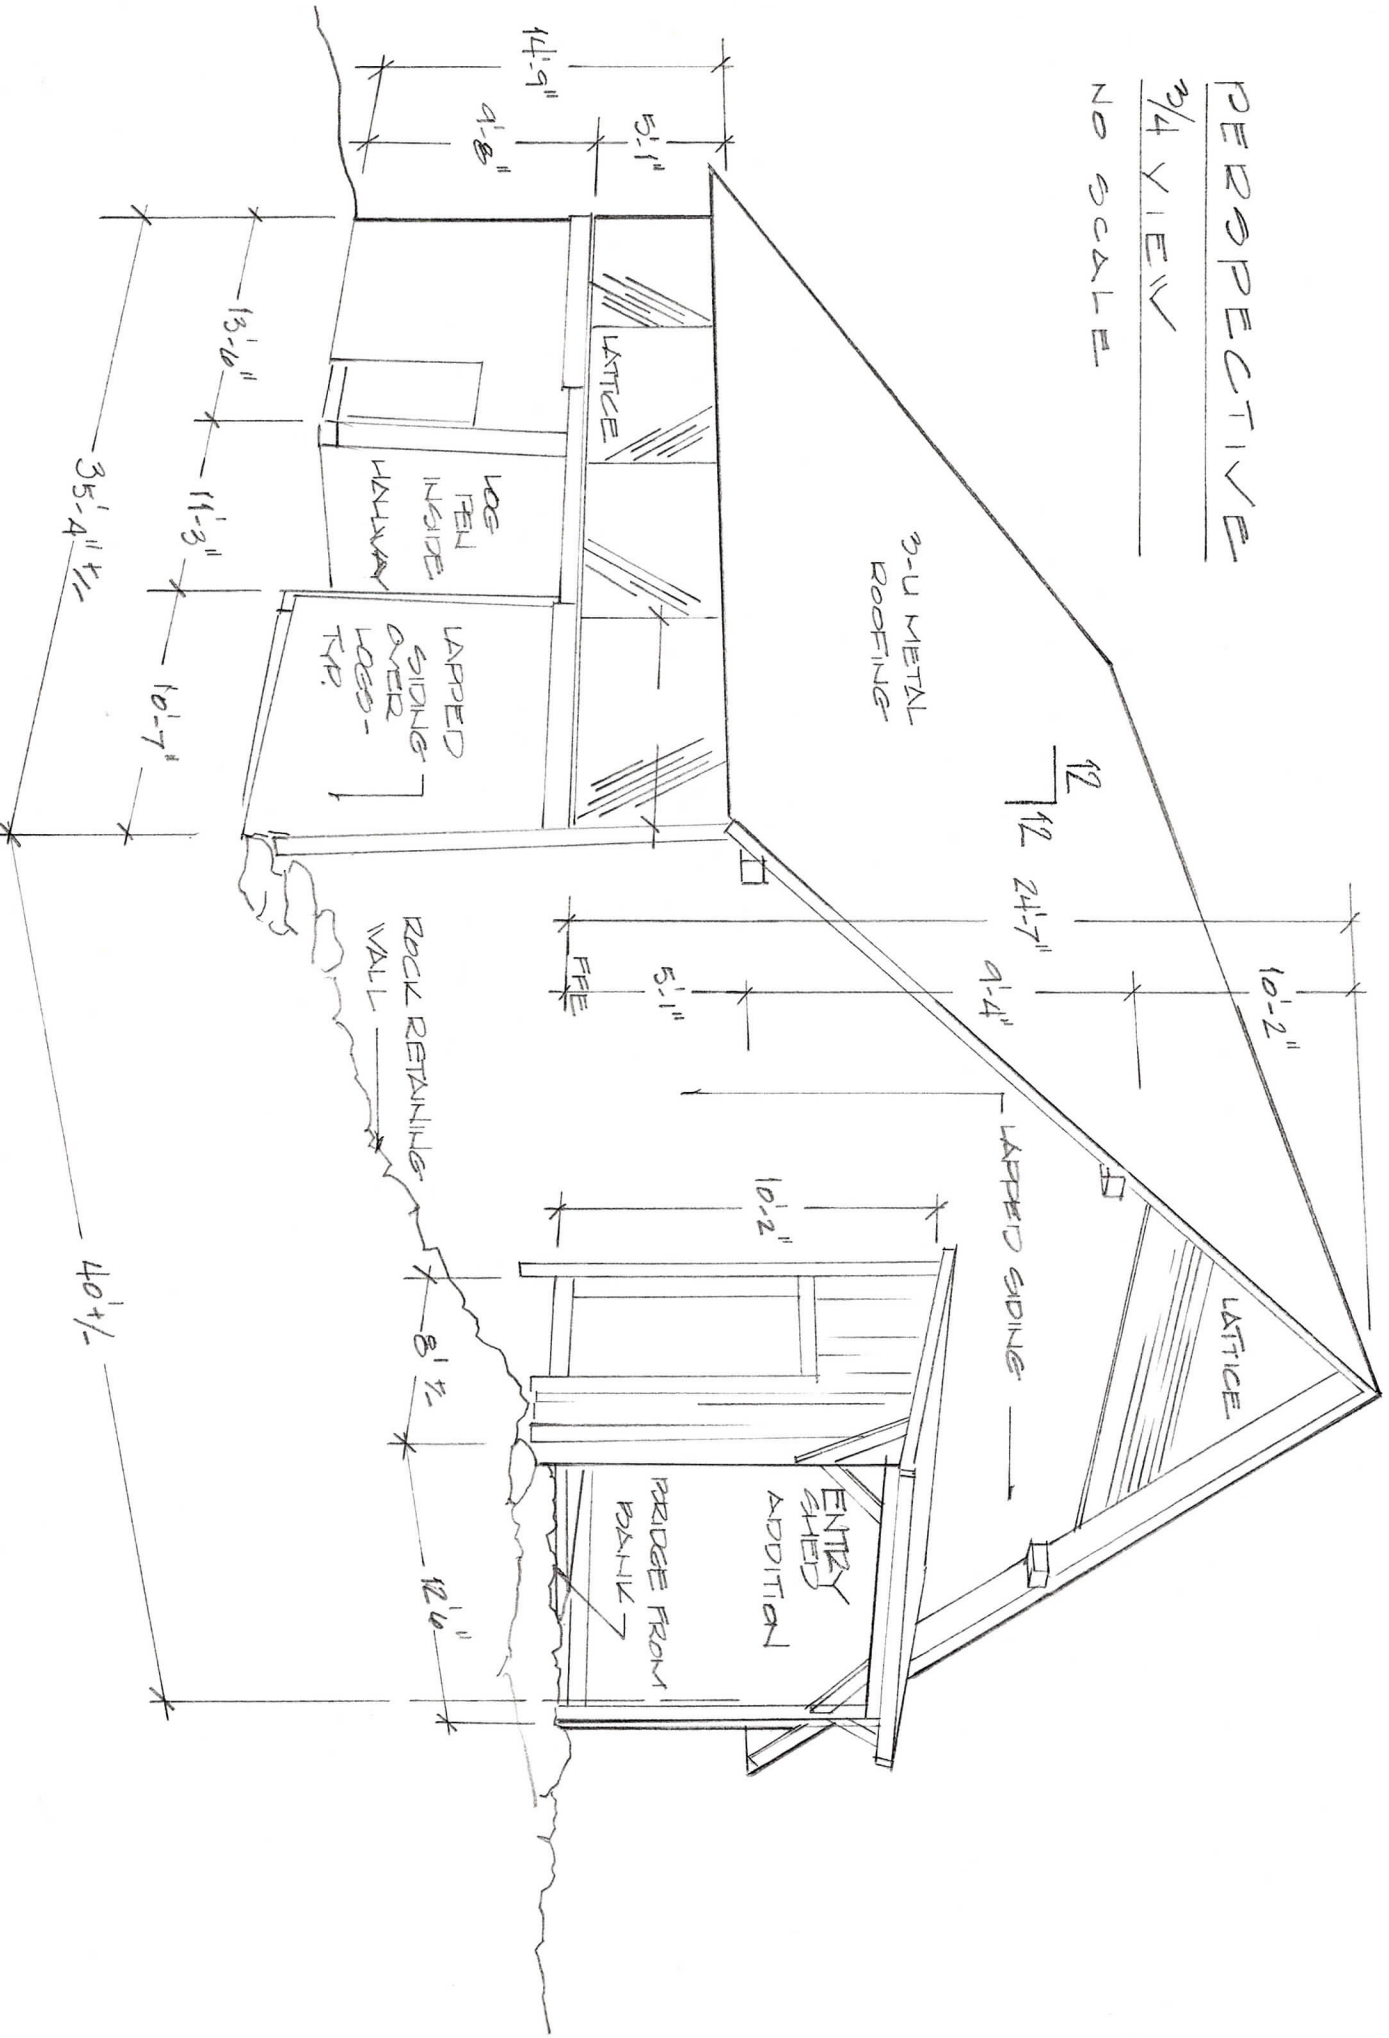 PERSPECTIVE
3/4 VIEW
NO SCALE
14'-9"
5'-1"
9'-8"
LATTICE
3-U METAL
ROOFING
12
12
24'-7"
10'-2"
9'-4"
5'-1"
FFE
LATTICE
LAPPED SIDING
10'-2"
ENTRY
SHED
ADDITION
BRIDGE FROM
BANK
LOG
PEN
INSIDE
HALLWAY
LAPPED
SIDING
OVER
LOGS-
TYP.
ROCK RETAINING
WALL
13'-6"
11'-3"
10'-7"
35'-4" +/-
8' +/-
12'6"
40' +/-